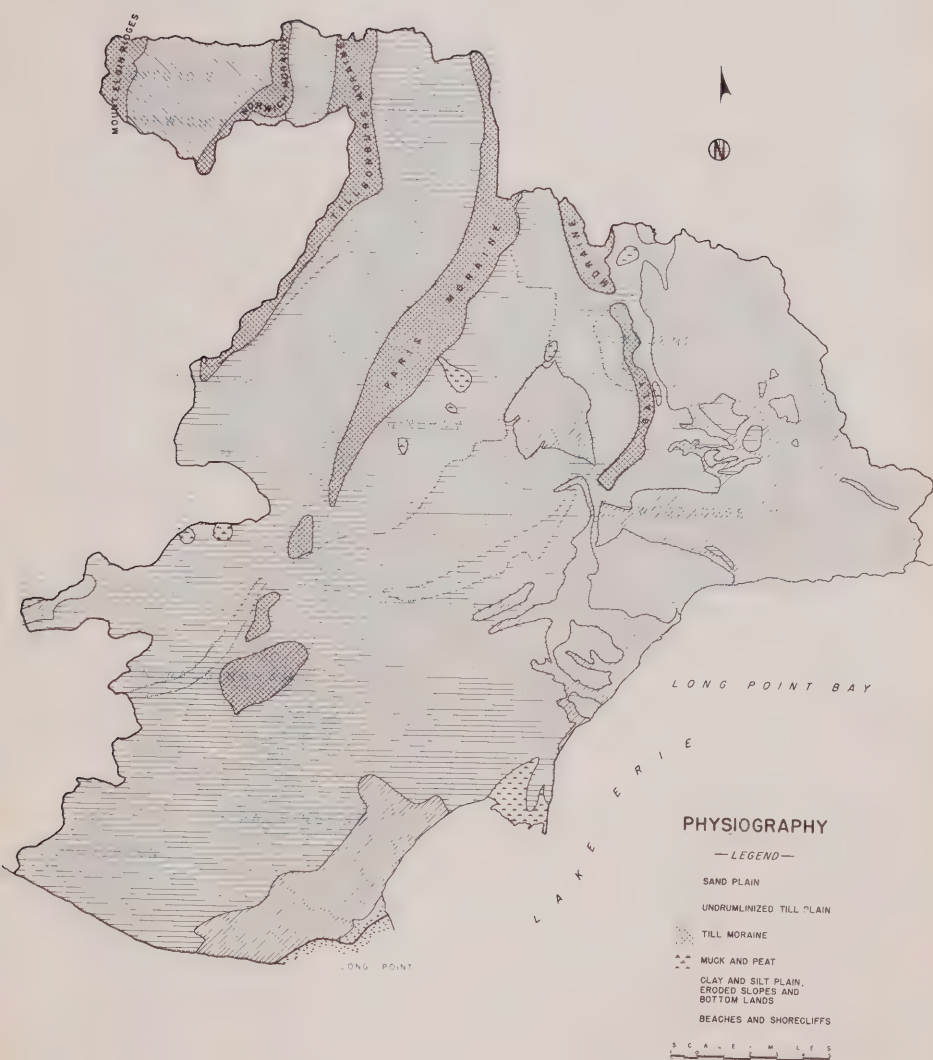 MOUNT ELGIN RIDGES
NORWICH MORAINE
TILLSONBURG MORAINE
PARIS MORAINE
MORAINE
GALT
N
WOODHOUSE
LONG POINT BAY
LAKE ERIE
LONG POINT
PHYSIOGRAPHY
—LEGEND—
SAND PLAIN
UNDRUMLINIZED TILL PLAIN
TILL MORAINE
MUCK AND PEAT
CLAY AND SILT PLAIN,
ERODED SLOPES AND
BOTTOM LANDS
BEACHES AND SHORECLIFFS
SCALE - MILES